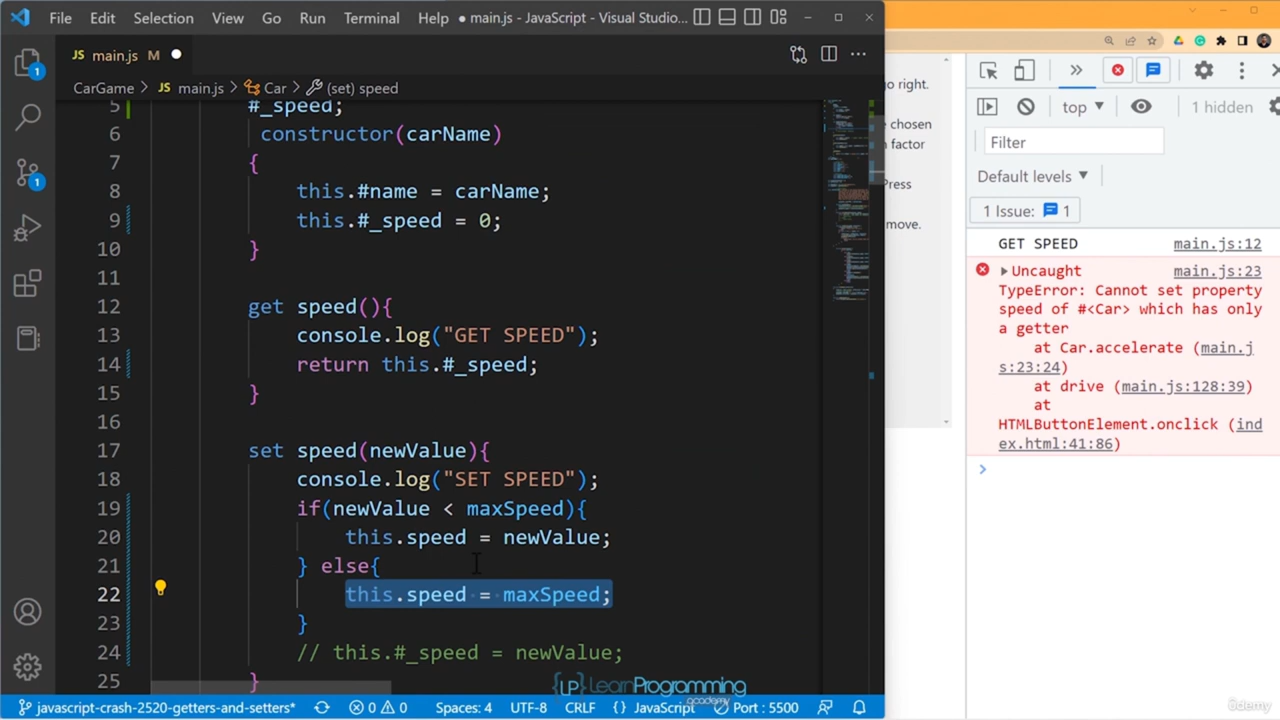 File Edit Selection View Go Run Terminal Help ● main.js - JavaScript - Visual Studio...
JS main.js M ●
CarGame > JS main.js > Car > (set) speed
5 #_speed;
6 constructor(carName)
7 {
8 this.#name = carName;
9 this.#_speed = 0;
10 }
11
12 get speed(){
13 console.log("GET SPEED");
14 return this.#_speed;
15 }
16
17 set speed(newValue){
18 console.log("SET SPEED");
19 if(newValue < maxSpeed){
20 this.speed = newValue;
21 } else{
22 this.speed = maxSpeed;
23 }
24 // this.#_speed = newValue;
25 }
{LP} LearnProgramming
academy
javascript-crash-2520-getters-and-setters* 0 0 Spaces: 4 UTF-8 CRLF {} JavaScript Port : 5500
1
1
go right.
chosen
factor
Press
move.
top 1 hidden
Filter
Default levels
1 Issue: 1
GET SPEED main.js:12
Uncaught main.js:23
TypeError: Cannot set property
speed of #<Car> which has only
a getter
at Car.accelerate (main.j
s:23:24)
at drive (main.js:128:39)
at
HTMLButtonElement.onclick (ind
ex.html:41:86)
ûdemy